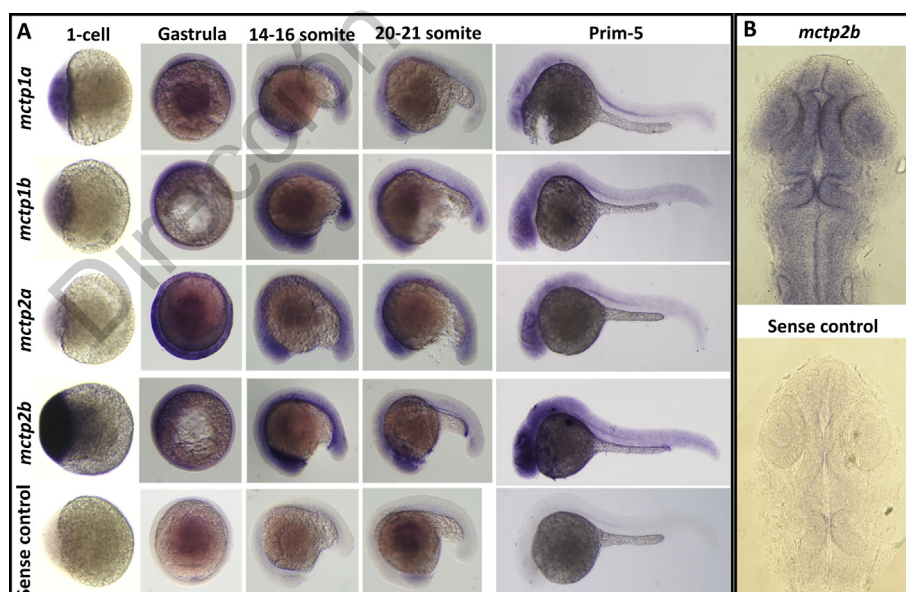 A
1-cell
Gastrula
14-16 somite
20-21 somite
Prim-5
mctp1a
mctp1b
mctp2a
mctp2b
Sense control
B
mctp2b
Sense control